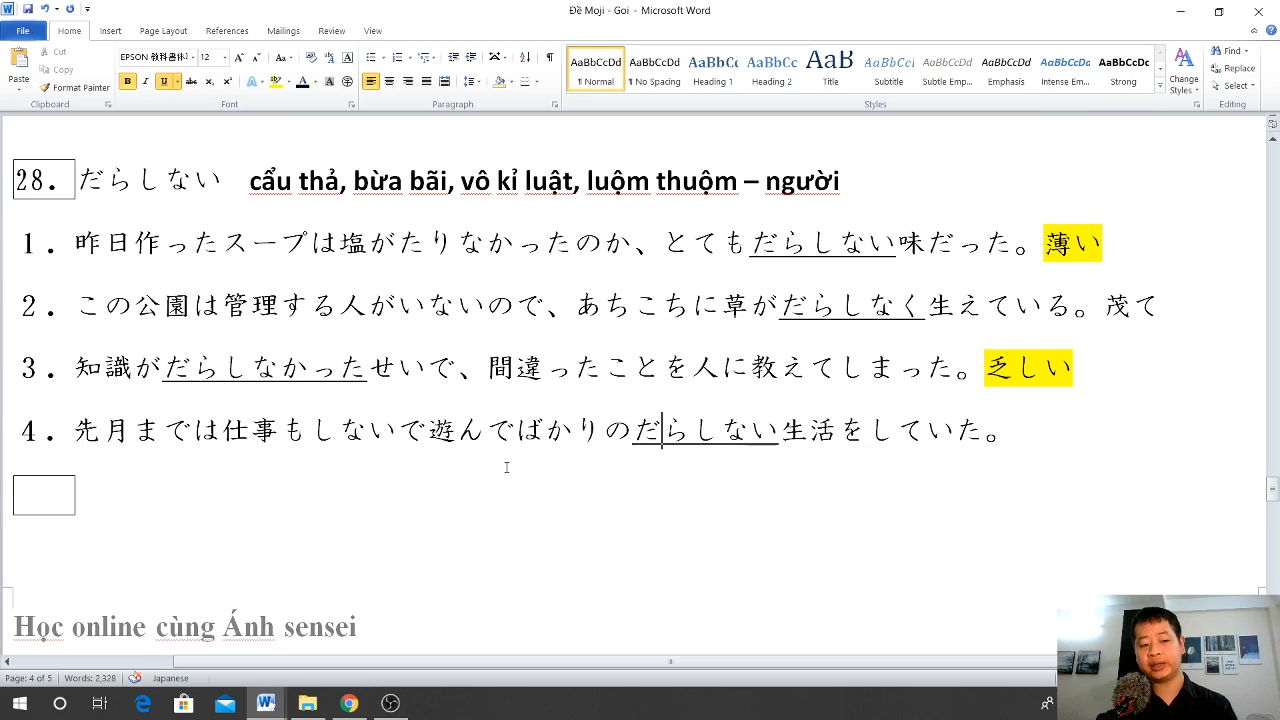 Đề Moji - Goi - Microsoft Word
File Home Insert Page Layout References Mailings Review View
Cut
Copy
Format Painter
Paste
Clipboard
EPSON 教科書体 12
Font
Paragraph
AaBbCcDd AaBbCcDd AaBbCc AaBbCc AaB AaBbCcl AaBbCcDd AaBbCcDd AaBbCcDd AaBbCcDc
¶ Normal ¶ No Spacing Heading 1 Heading 2 Title Subtitle Subtle Emp... Emphasis Intense Em... Strong
Styles
Change Styles
Find
Replace
Select
Editing
28. だらしない cẩu thả, bừa bãi, vô kỉ luật, luộm thuộm – người
1. 昨日作ったスープは塩がたりなかったのか、とてもだらしない味だった。薄い
2. この公園は管理する人がいないので、あちこちに草がだらしなく生えている。茂て
3. 知識がだらしなかったせいで、間違ったことを人に教えてしまった。乏しい
4. 先月までは仕事もしないで遊んでばかりのだらしない生活をしていた。
Học online cùng Ánh sensei
Page: 4 of 5 Words: 2,328 Japanese